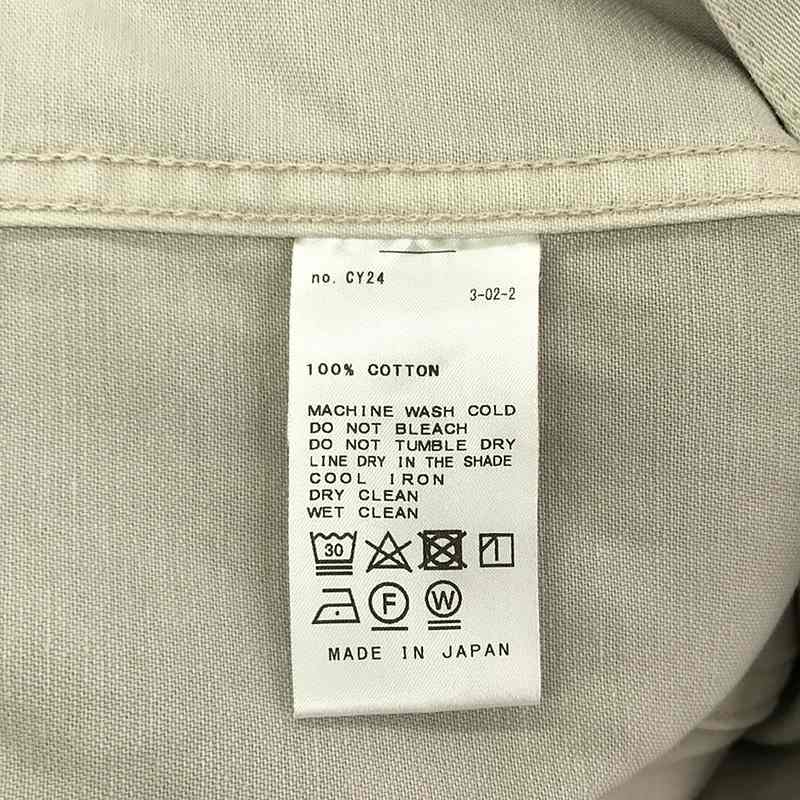 no. CY24
3-02-2
100% COTTON
MACHINE WASH COLD
DO NOT BLEACH
DO NOT TUMBLE DRY
LINE DRY IN THE SHADE
COOL IRON
DRY CLEAN
WET CLEAN
30
F W
MADE IN JAPAN